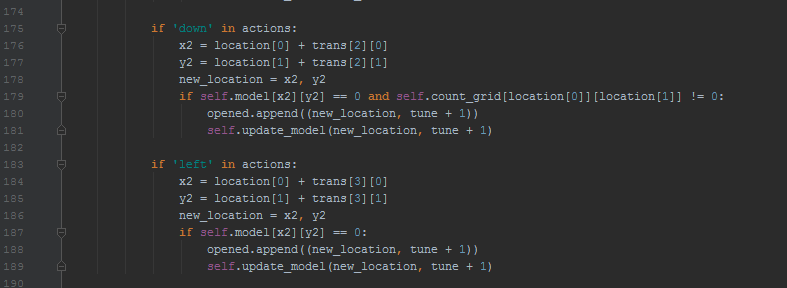 174
175 if 'down' in actions:
176 x2 = location[0] + trans[2][0]
177 y2 = location[1] + trans[2][1]
178 new_location = x2, y2
179 if self.model[x2][y2] == 0 and self.count_grid[location[0]][location[1]] != 0:
180 opened.append((new_location, tune + 1))
181 self.update_model(new_location, tune + 1)
182
183 if 'left' in actions:
184 x2 = location[0] + trans[3][0]
185 y2 = location[1] + trans[3][1]
186 new_location = x2, y2
187 if self.model[x2][y2] == 0:
188 opened.append((new_location, tune + 1))
189 self.update_model(new_location, tune + 1)
190